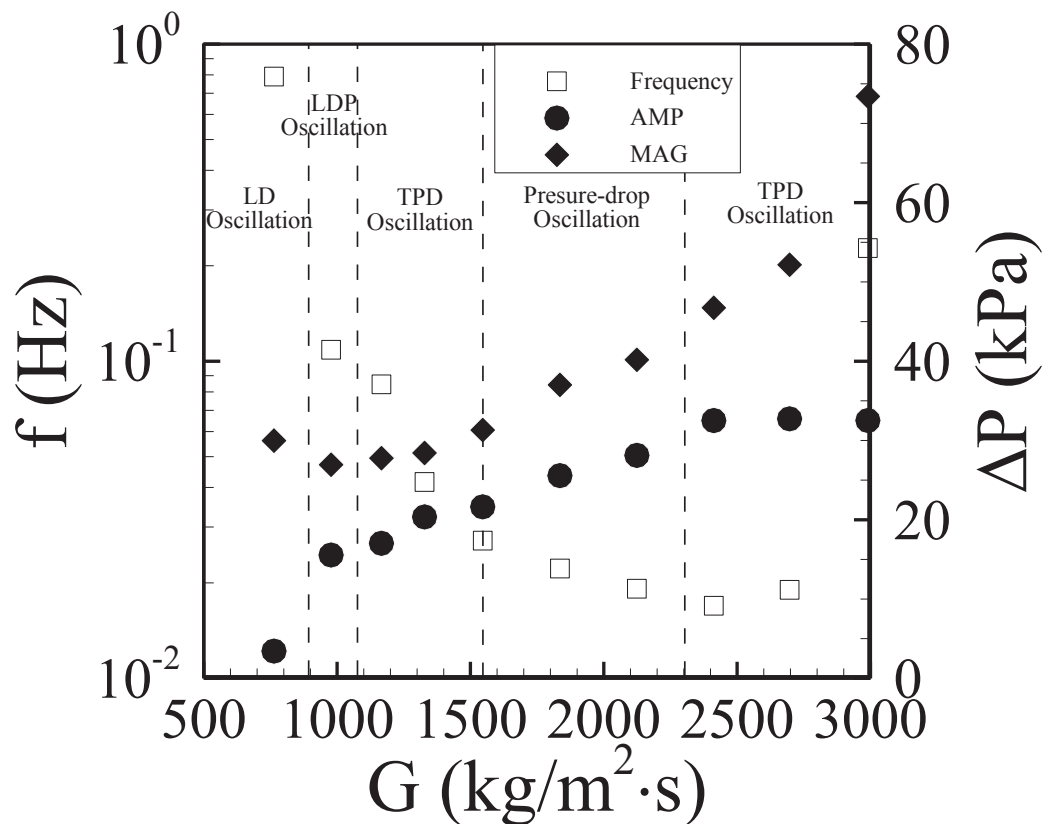 10^0
80
Frequency
AMP
MAG
LDP
Oscillation
LD
Oscillation
TPD
Oscillation
Presure-drop
Oscillation
TPD
Oscillation
60
f (Hz)
10^-1
40
ΔP (kPa)
20
10^-2
0
500
1000
1500
2000
2500
3000
G (kg/m^2·s)